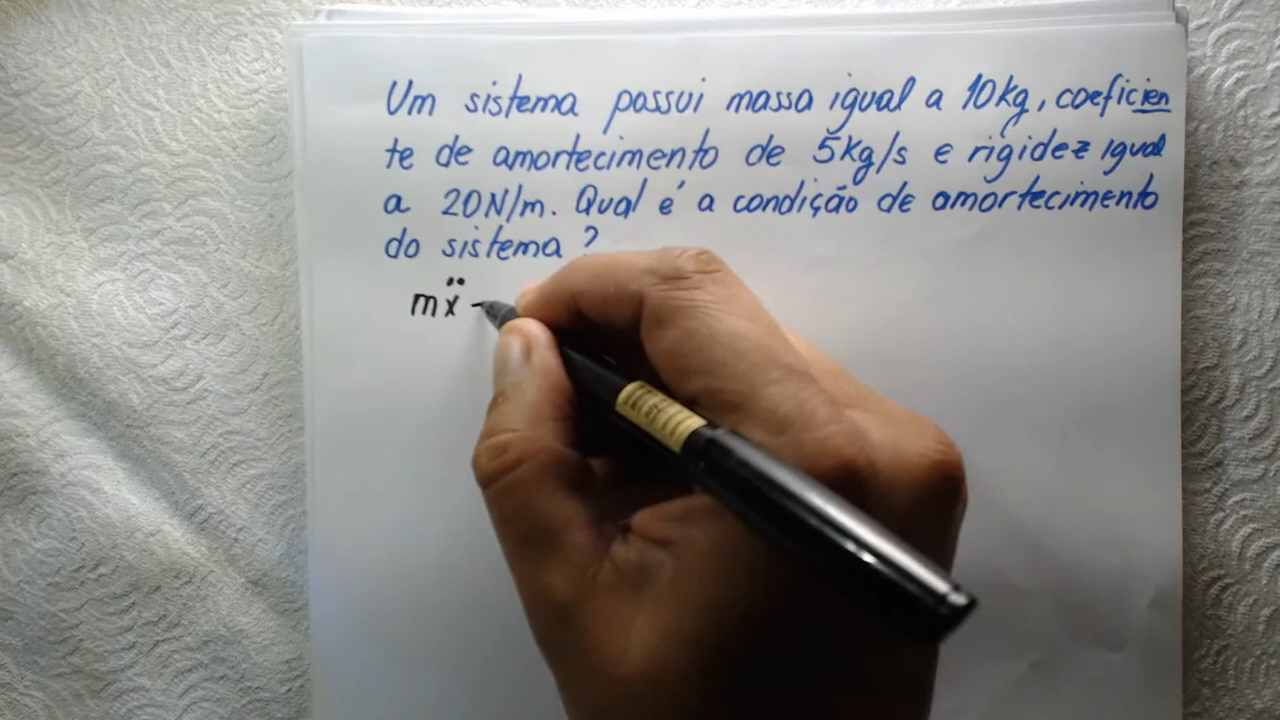 Um sistema possui massa igual a 10kg, coeficien
te de amortecimento de 5kg/s e rigidez igual
a 20N/m. Qual é a condição de amortecimento
do sistema?
mẍ -